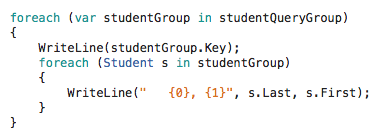 foreach (var studentGroup in studentQueryGroup)
{
    WriteLine(studentGroup.Key);
    foreach (Student s in studentGroup)
    {
        WriteLine("   {0}, {1}", s.Last, s.First);
    }
}